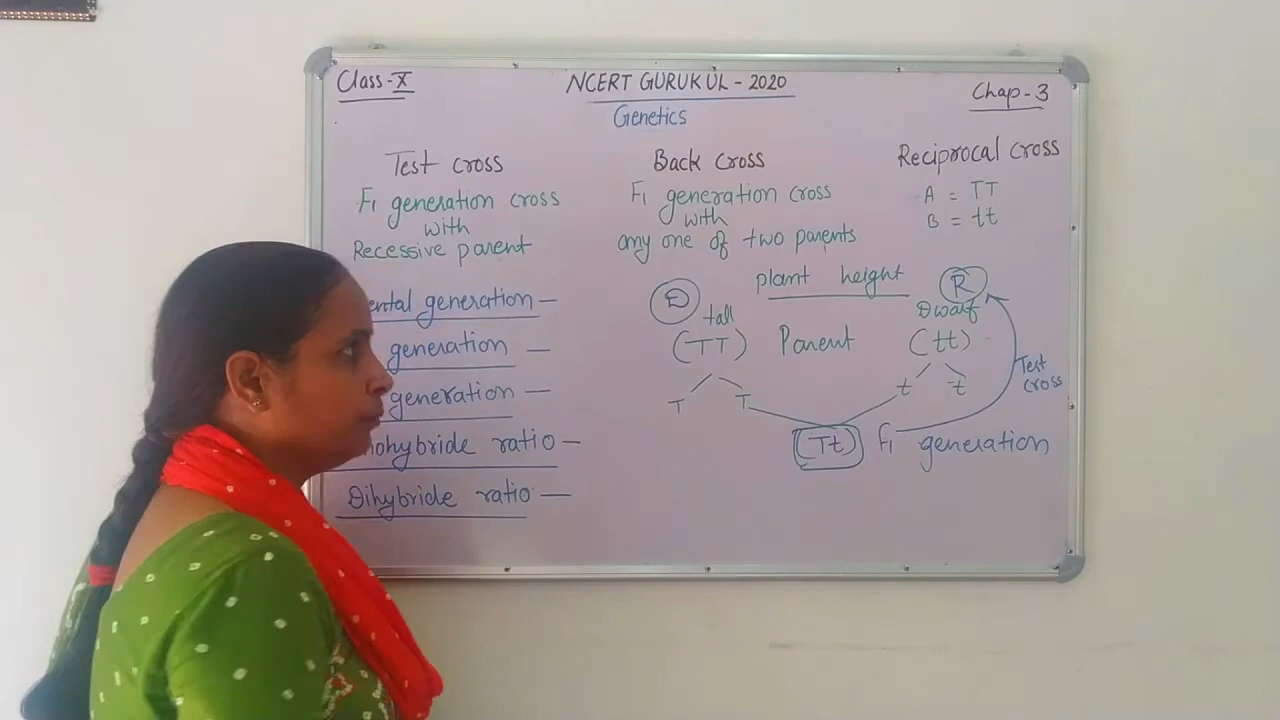 Class-X
NCERT GURUKUL - 2020
Chap-3
Genetics
Test cross
F1 generation cross
with
Recessive parent
ental generation —
generation —
generation —
ohybride ratio —
Dihybride ratio —
Back cross
F1 generation cross
with
any one of two parents
Reciprocal cross
A = TT
B = tt
plant height
D
tall
(TT)
Parent
R
Dwarf
(tt)
T T
t t
Test
cross
(Tt) F1 generation